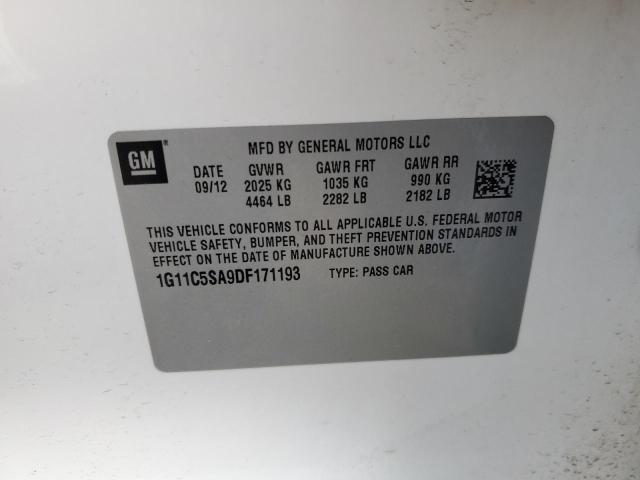 MFD BY GENERAL MOTORS LLC
GM
DATE GVWR GAWR FRT GAWR RR
09/12 2025 KG 1035 KG 990 KG
4464 LB 2282 LB 2182 LB
THIS VEHICLE CONFORMS TO ALL APPLICABLE U.S. FEDERAL MOTOR
VEHICLE SAFETY, BUMPER, AND THEFT PREVENTION STANDARDS IN
EFFECT ON THE DATE OF MANUFACTURE SHOWN ABOVE.
1G11C5SA9DF171193 TYPE: PASS CAR